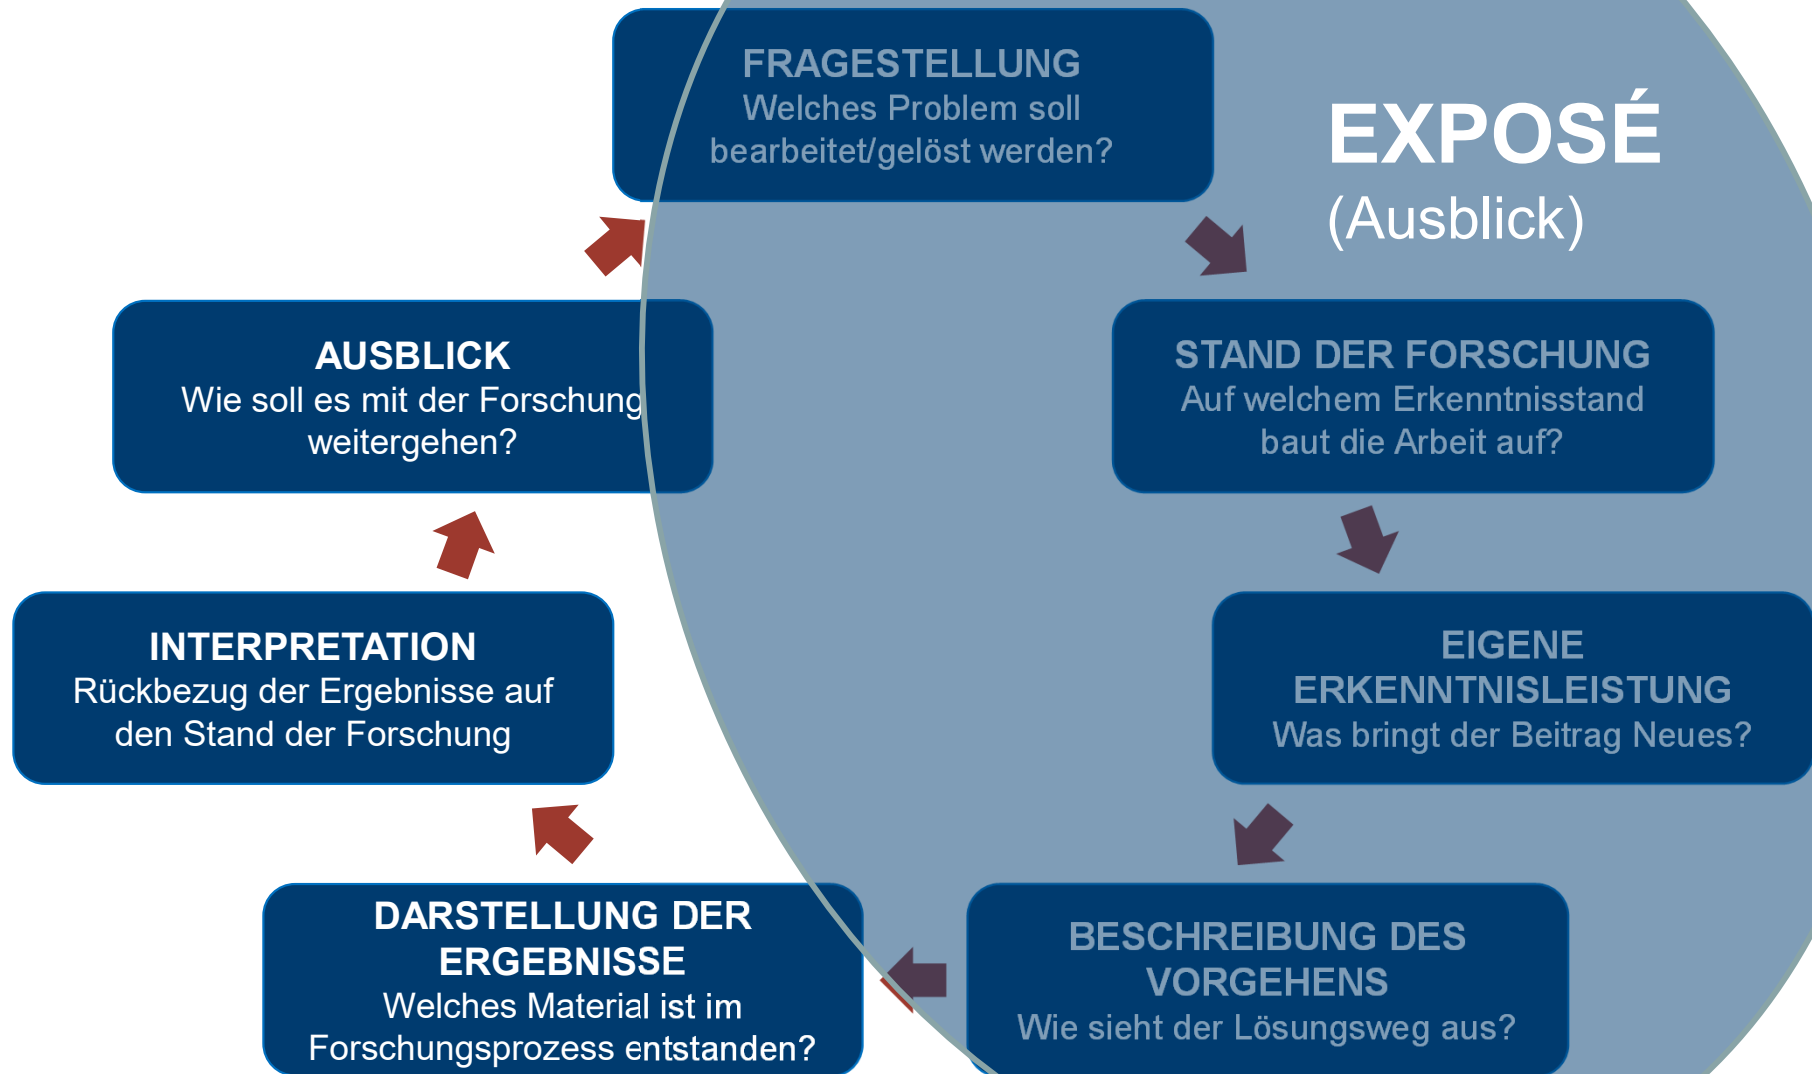 FRAGESTELLUNG
Welches Problem soll
bearbeitet/gelöst werden?
EXPOSÉ
(Ausblick)
AUSBLICK
Wie soll es mit der Forschung
weitergehen?
STAND DER FORSCHUNG
Auf welchem Erkenntnisstand
baut die Arbeit auf?
INTERPRETATION
Rückbezug der Ergebnisse auf
den Stand der Forschung
EIGENE
ERKENNTNISLEISTUNG
Was bringt der Beitrag Neues?
DARSTELLUNG DER
ERGEBNISSE
Welches Material ist im
Forschungsprozess entstanden?
BESCHREIBUNG DES
VORGEHENS
Wie sieht der Lösungsweg aus?